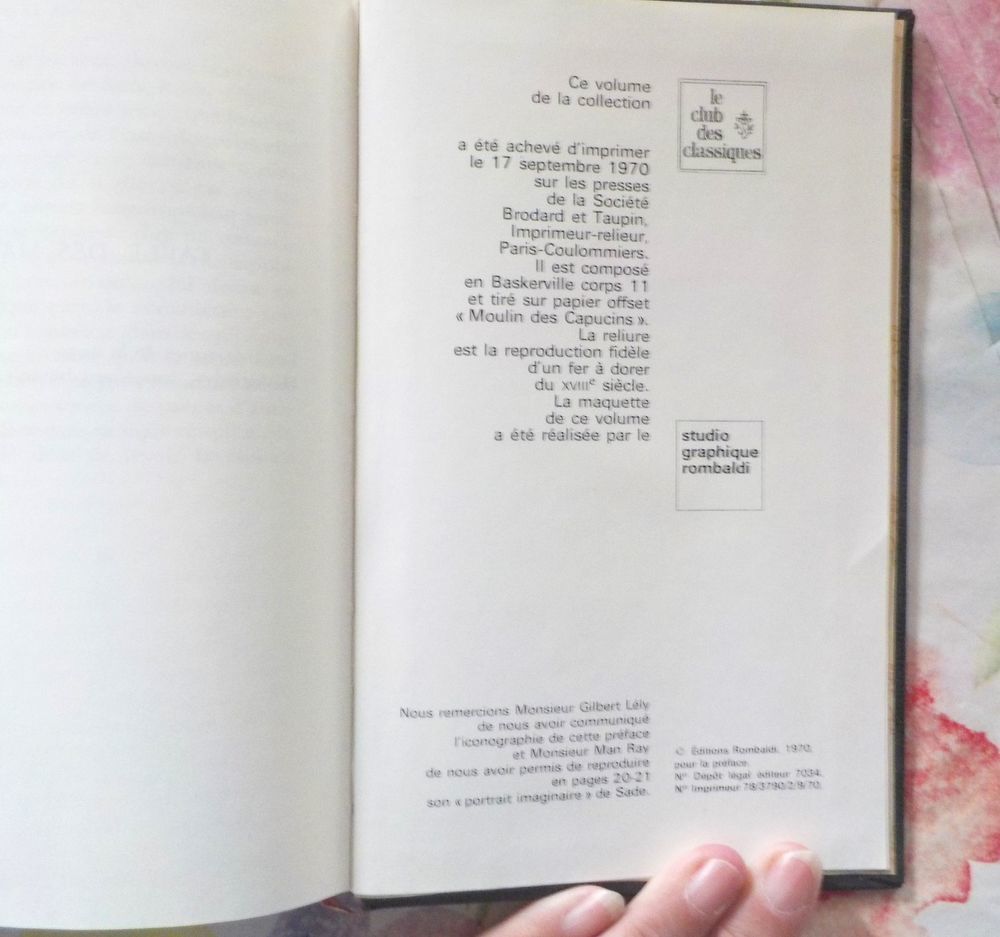 Ce volume
de la collection
le
club
des
classiques
a été achevé d'imprimer
le 17 septembre 1970
sur les presses
de la Société
Brodard et Taupin,
Imprimeur-relieur,
Paris-Coulommiers.
Il est composé
en Baskerville corps 11
et tiré sur papier offset
« Moulin des Capucins ».
La reliure
est la reproduction fidèle
d'un fer à dorer
du XVIIIe siècle.
La maquette
de ce volume
a été réalisée par le
studio
graphique
rombaldi
Nous remercions Monsieur Gilbert Lély
de nous avoir communiqué
l'iconographie de cette préface
et Monsieur Man Ray
de nous avoir permis de reproduire
en pages 20-21
son « portrait imaginaire » de Sade.
© Éditions Rombaldi, 1970,
pour la préface.
N° Dépôt légal éditeur 7034.
N° Imprimeur 78/3790/2/9/70.